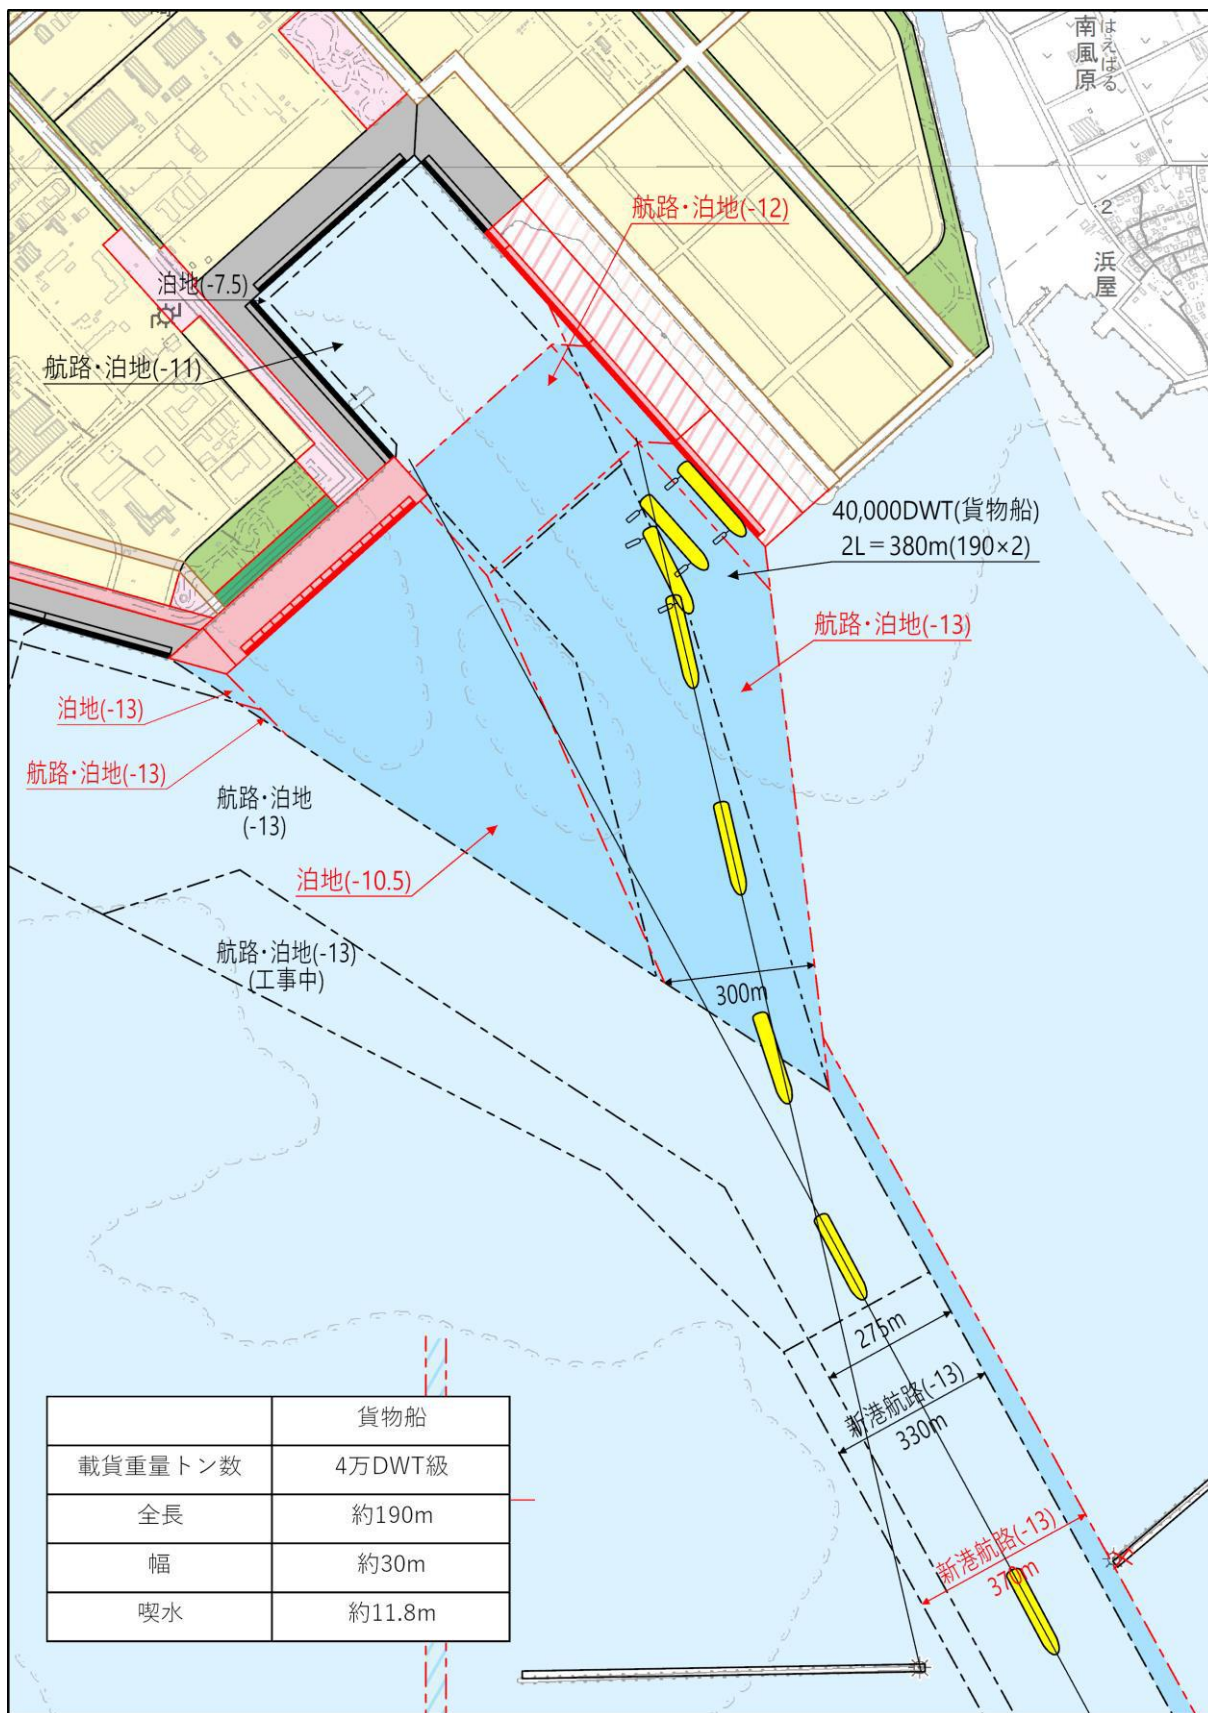 南風原
はえばる
航路・泊地(-12)
2
浜屋
泊地(-7.5)
航路・泊地(-11)
40,000DWT(貨物船)
2L=380m(190×2)
航路・泊地(-13)
泊地(-13)
航路・泊地(-13)
航路・泊地
(-13)
泊地(-10.5)
航路・泊地(-13)
(工事中)
300m
275m
新港航路(-13)
330m
新港航路(-13)
370m
貨物船
載貨重量トン数 4万DWT級
全長 約190m
幅 約30m
喫水 約11.8m